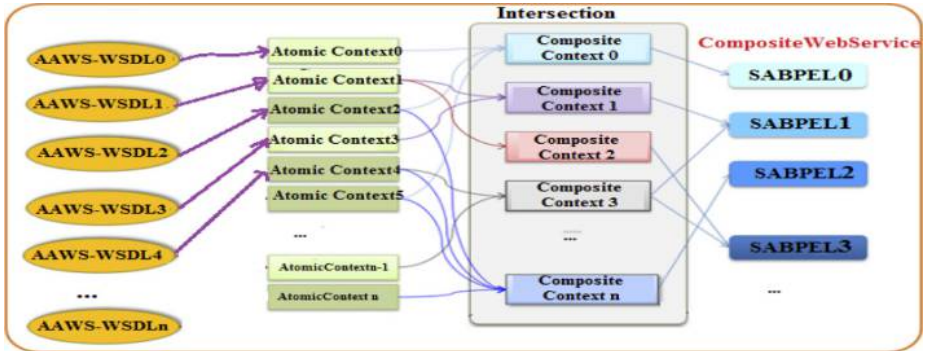 Intersection
AAWS-WSDL0
AAWS-WSDL1
AAWS-WSDL2
AAWS-WSDL3
AAWS-WSDL4
...
AAWS-WSDLn
Atomic Context0
Atomic Context1
Atomic Context2
Atomic Context3
Atomic Context4
Atomic Context5
...
AtomicContextn-1
AtomicContext n
Composite
Context 0
Composite
Context 1
Composite
Context 2
Composite
Context 3
...
Composite
Context n
CompositeWebService
SABPEL0
SABPEL1
SABPEL2
SABPEL3
...